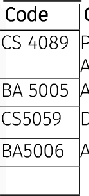 Code C
CS 4089 P
A
BA 5005 A
CS5059 D
BA5006 A